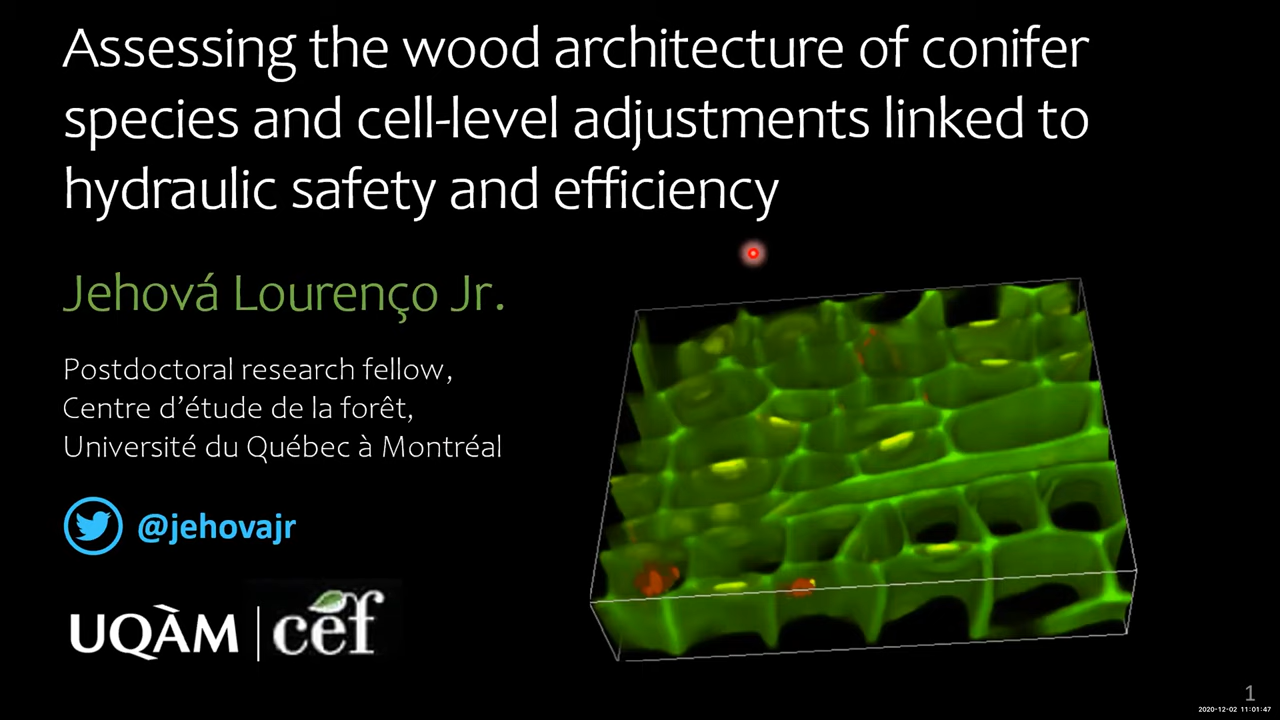 Assessing the wood architecture of conifer
species and cell-level adjustments linked to
hydraulic safety and efficiency
Jehová Lourenço Jr.
Postdoctoral research fellow,
Centre d’étude de la forêt,
Université du Québec à Montréal
@jehovajr
UQÀM | cef
1
2020-12-02 11:01:47